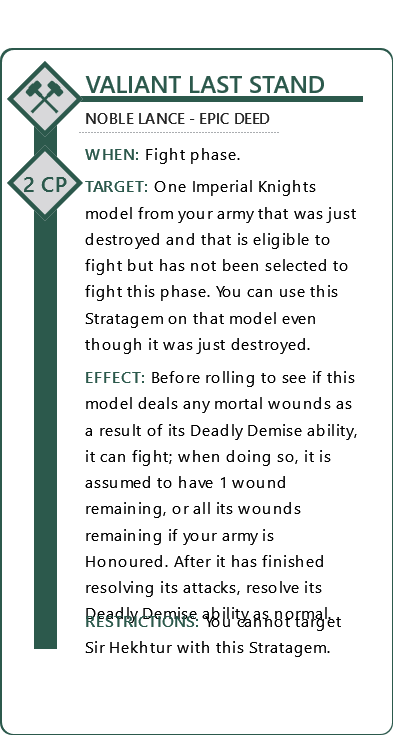 VALIANT LAST STAND
NOBLE LANCE - EPIC DEED
WHEN: Fight phase.
2 CP
TARGET: One Imperial Knights
model from your army that was just
destroyed and that is eligible to
fight but has not been selected to
fight this phase. You can use this
Stratagem on that model even
though it was just destroyed.
EFFECT: Before rolling to see if this
model deals any mortal wounds as
a result of its Deadly Demise ability,
it can fight; when doing so, it is
assumed to have 1 wound
remaining, or all its wounds
remaining if your army is
Honoured. After it has finished
resolving its attacks, resolve its
Deadly Demise ability as normal.
RESTRICTIONS: You cannot target
Sir Hekhtur with this Stratagem.